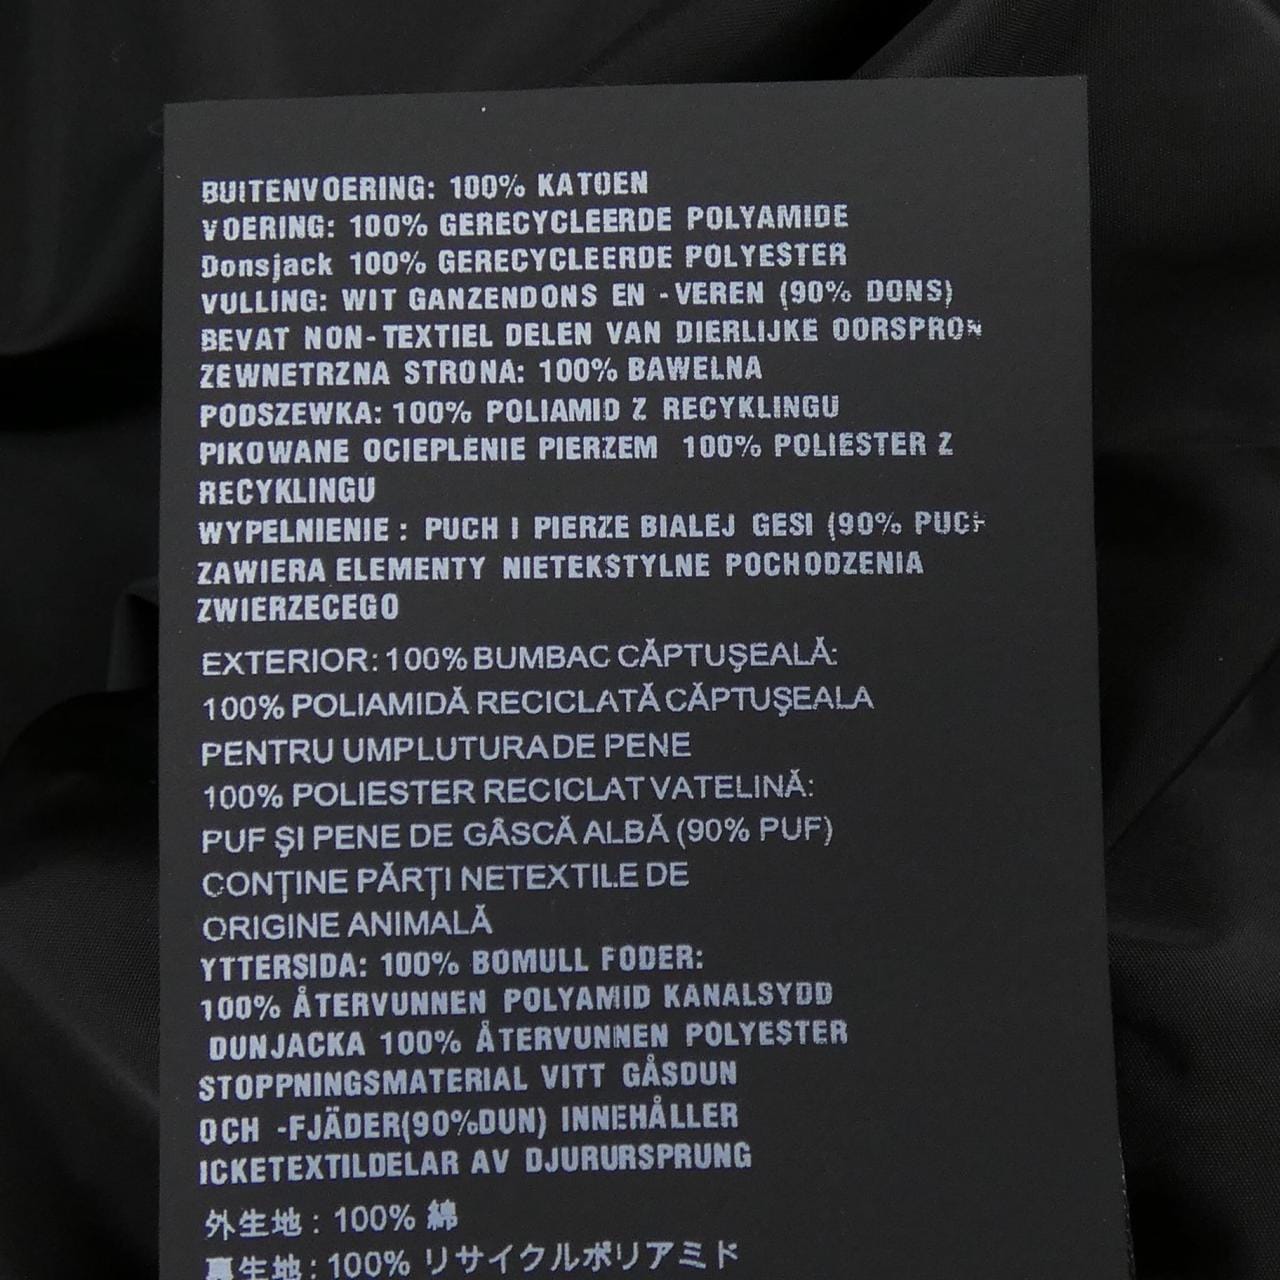 BUITENVOERING: 100% KATOEN
VOERING: 100% GERECYCLEERDE POLYAMIDE
Donsjack 100% GERECYCLEERDE POLYESTER
VULLING: WIT GANZENDONS EN -VEREN (90% DONS)
BEVAT NON-TEXTIEL DELEN VAN DIERLIJKE OORSPRON
ZEWNETRZNA STRONA: 100% BAWELNA
PODSZEWKA: 100% POLIAMID Z RECYKLINGU
PIKOWANE OCIEPLENIE PIERZEM 100% POLIESTER Z
RECYKLINGU
WYPELNIENIE : PUCH I PIERZE BIALEJ GESI (90% PUCH
ZAWIERA ELEMENTY NIETEKSTYLNE POCHODZENIA
ZWIERZECEGO
EXTERIOR: 100% BUMBAC CĂPTUŞEALĂ:
100% POLIAMIDĂ RECICLATĂ CĂPTUŞEALA
PENTRU UMPLUTURA DE PENE
100% POLIESTER RECICLAT VATELINĂ:
PUF ŞI PENE DE GÂSCĂ ALBĂ (90% PUF)
CONŢINE PĂRŢI NETEXTILE DE
ORIGINE ANIMALĂ
YTTERSIDA: 100% BOMULL FODER:
100% ÅTERVUNNEN POLYAMID KANALSYDD
DUNJACKA 100% ÅTERVUNNEN POLYESTER
STOPPNINGSMATERIAL VITT GÅSDUN
OCH -FJÄDER(90%DUN) INNEHÅLLER
ICKETEXTILDELAR AV DJURURSPRUNG
外生地 : 100% 綿
裏生地 : 100% リサイクルポリアミド